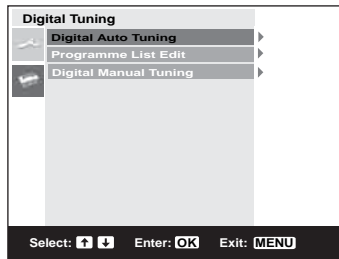 Digital Tuning
Digital Auto Tuning
Programme List Edit
Digital Manual Tuning
Select: ↑ ↓ Enter: OK Exit: MENU